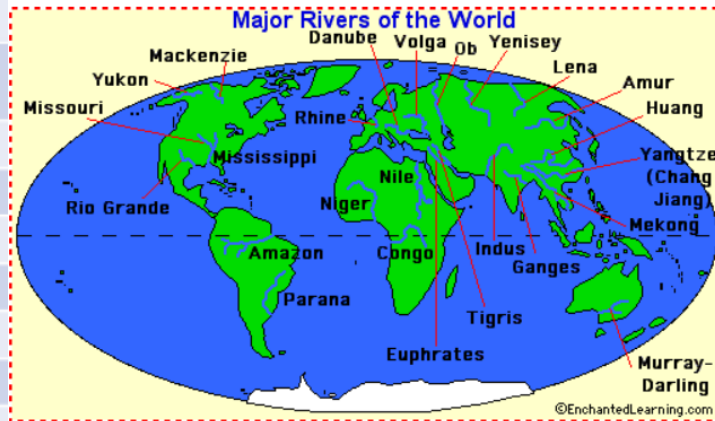 Major Rivers of the World
Danube
Volga
Ob
Yenisey
Mackenzie
Lena
Yukon
Amur
Missouri
Rhine
Huang
Mississippi
Yangtze
(Chang
Jiang)
Nile
Niger
Rio Grande
Mekong
Amazon
Congo
Indus
Ganges
Parana
Tigris
Euphrates
Murray-
Darling
©EnchantedLearning.com